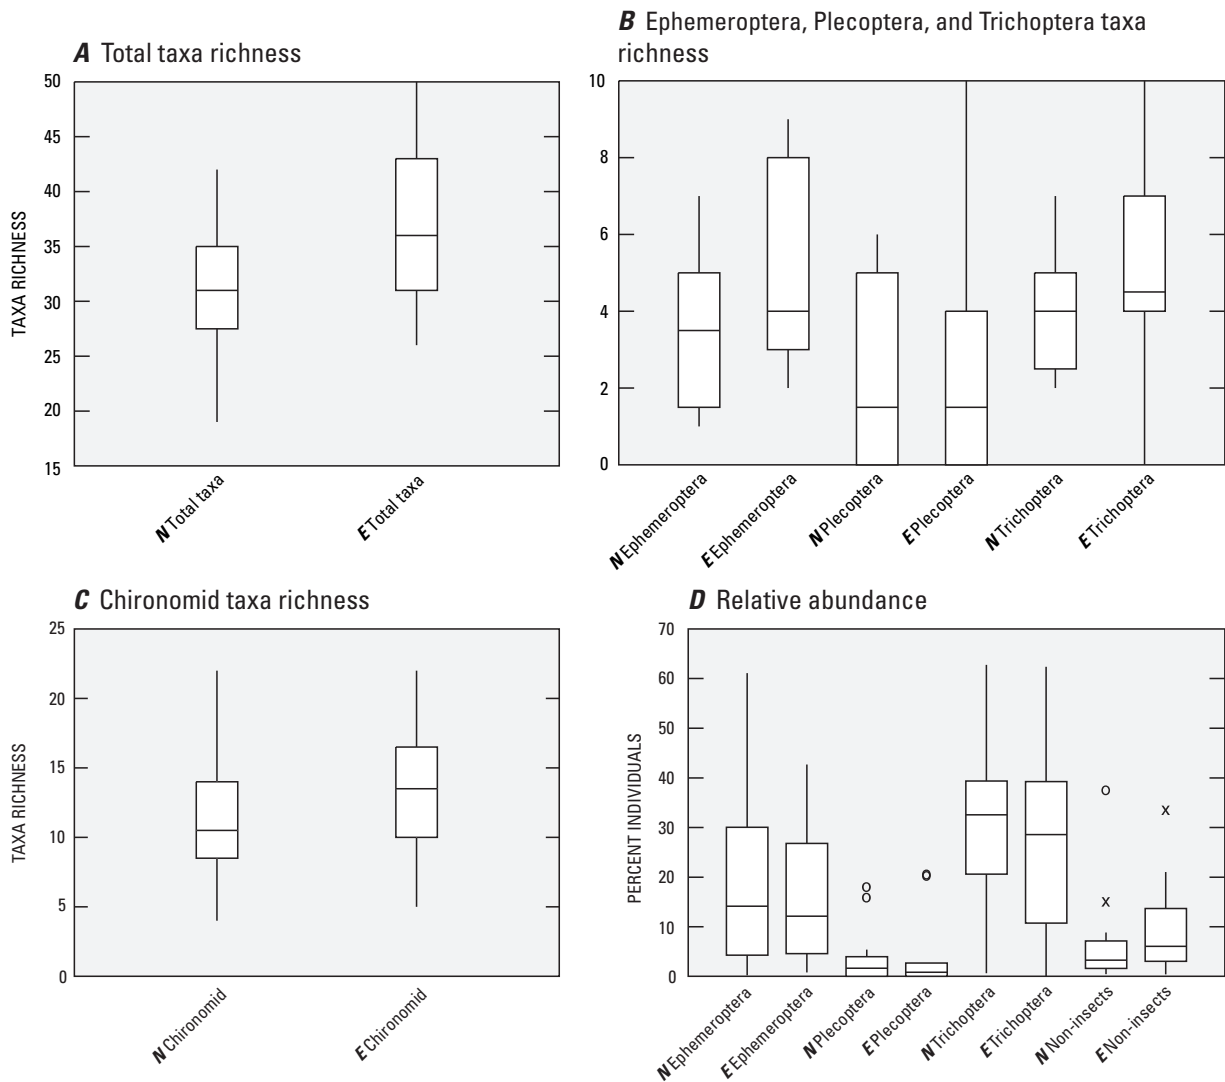 A Total taxa richness
50
45
40
35
30
25
20
15
TAXA RICHNESS
N Total taxa
E Total taxa
B Ephemeroptera, Plecoptera, and Trichoptera taxa
richness
10
8
6
4
2
0
N Ephemeroptera
E Ephemeroptera
N Plecoptera
E Plecoptera
N Trichoptera
E Trichoptera
C Chironomid taxa richness
25
20
15
10
5
0
TAXA RICHNESS
N Chironomid
E Chironomid
D Relative abundance
70
60
50
40
30
20
10
0
PERCENT INDIVIDUALS
N Ephemeroptera
E Ephemeroptera
N Plecoptera
E Plecoptera
N Trichoptera
E Trichoptera
N Non-insects
E Non-insects